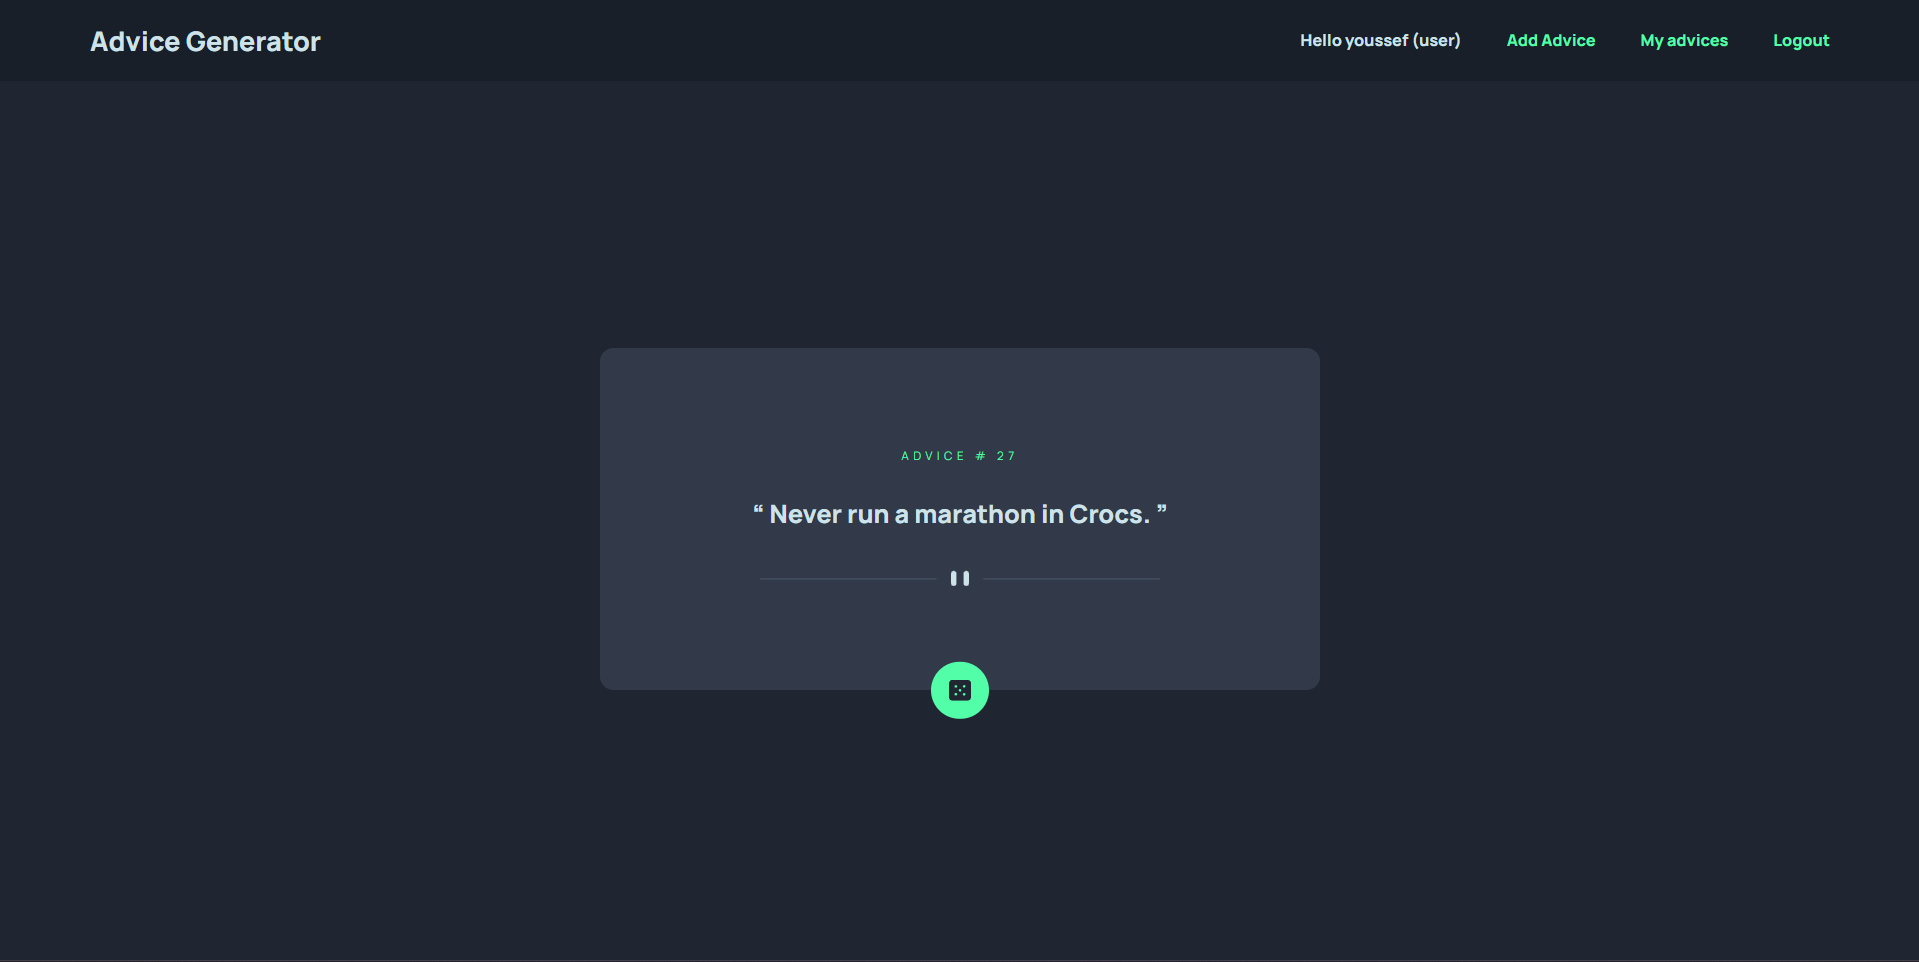 Advice Generator
Hello youssef (user)
Add Advice
My advices
Logout
ADVICE # 27
“ Never run a marathon in Crocs. ”